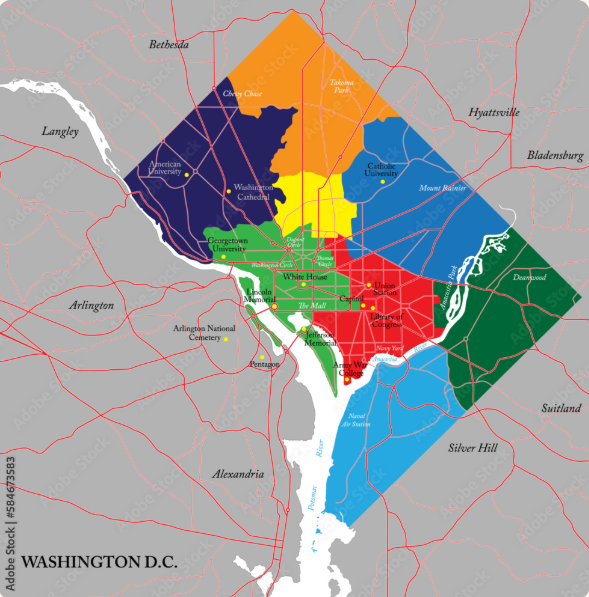 Bethesda
Chevy Chase
Takoma
Park
Hyattsville
Langley
Bladensburg
American
University
Catholic
University
Washington
Cathedral
Mount Rainier
Georgetown
University
Dupont
Circle
Washington Circle
Thomas
Circle
Anacostia Park
Deanwood
White House
Union
Station
Lincoln
Memorial
Capitol
The Mall
Library of
Congress
Arlington
Arlington National
Cemetery
Jefferson
Memorial
Navy Yard
Anacostia
Pentagon
Army War
College
Suitland
Naval
Air Station
Silver Hill
Alexandria
Potomac River
WASHINGTON D.C.
Adobe Stock | #584673583
Adobe Stock